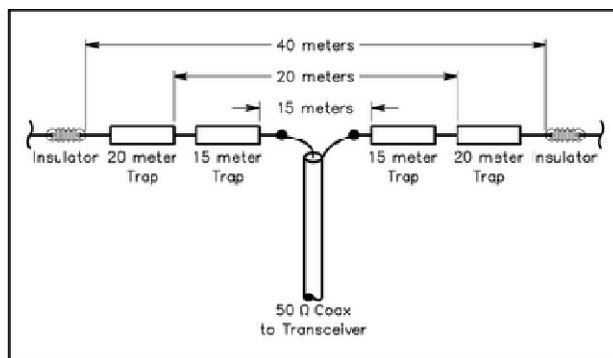 40 meters
20 meters
15 meters
Insulator
20 meter
Trap
15 meter
Trap
15 meter
Trap
20 meter
Trap
Insulator
50 Ω Coax
to Transceiver